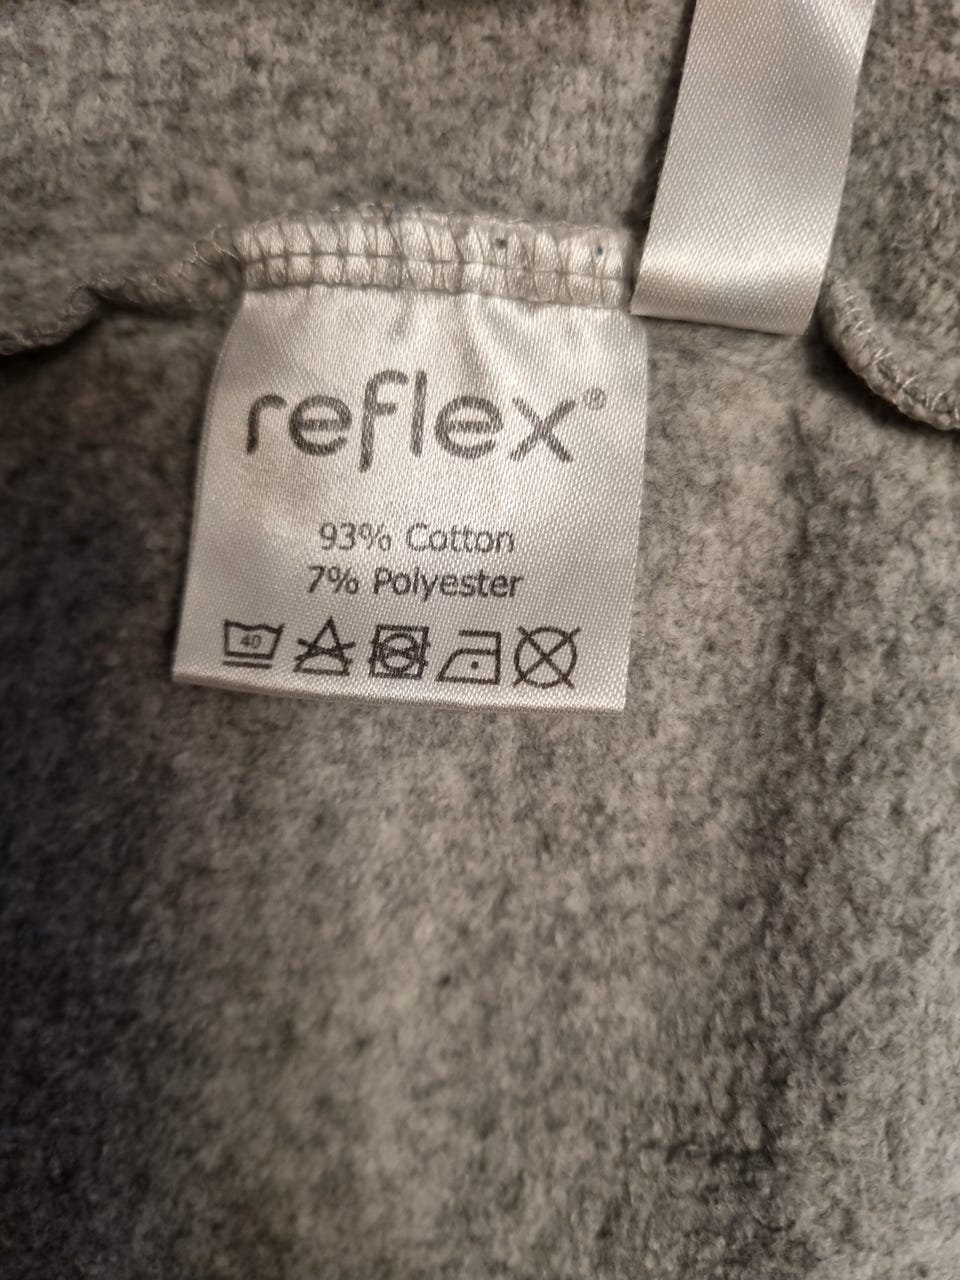 reflex®
93% Cotton
7% Polyester
40